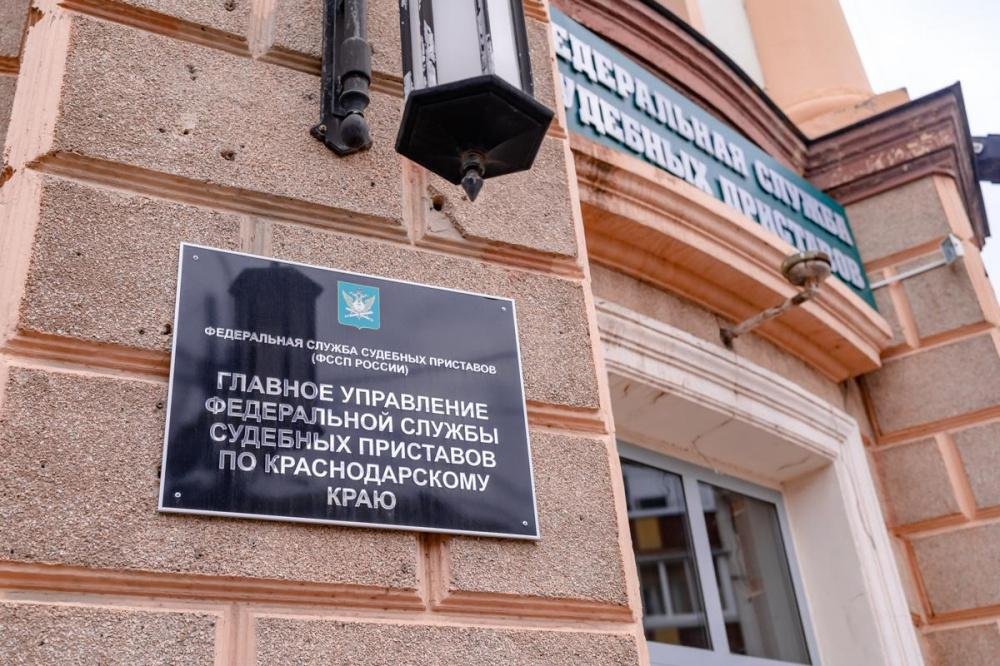 ФЕДЕРАЛЬНАЯ СЛУЖБА СУДЕБНЫХ ПРИСТАВОВ
(ФССП РОССИИ)
ГЛАВНОЕ УПРАВЛЕНИЕ
ФЕДЕРАЛЬНОЙ СЛУЖБЫ
СУДЕБНЫХ ПРИСТАВОВ
ПО КРАСНОДАРСКОМУ
КРАЮ
ЕДЕРАЛЬНАЯ СЛУЖБА
УДЕБНЫХ ПРИСТАВОВ